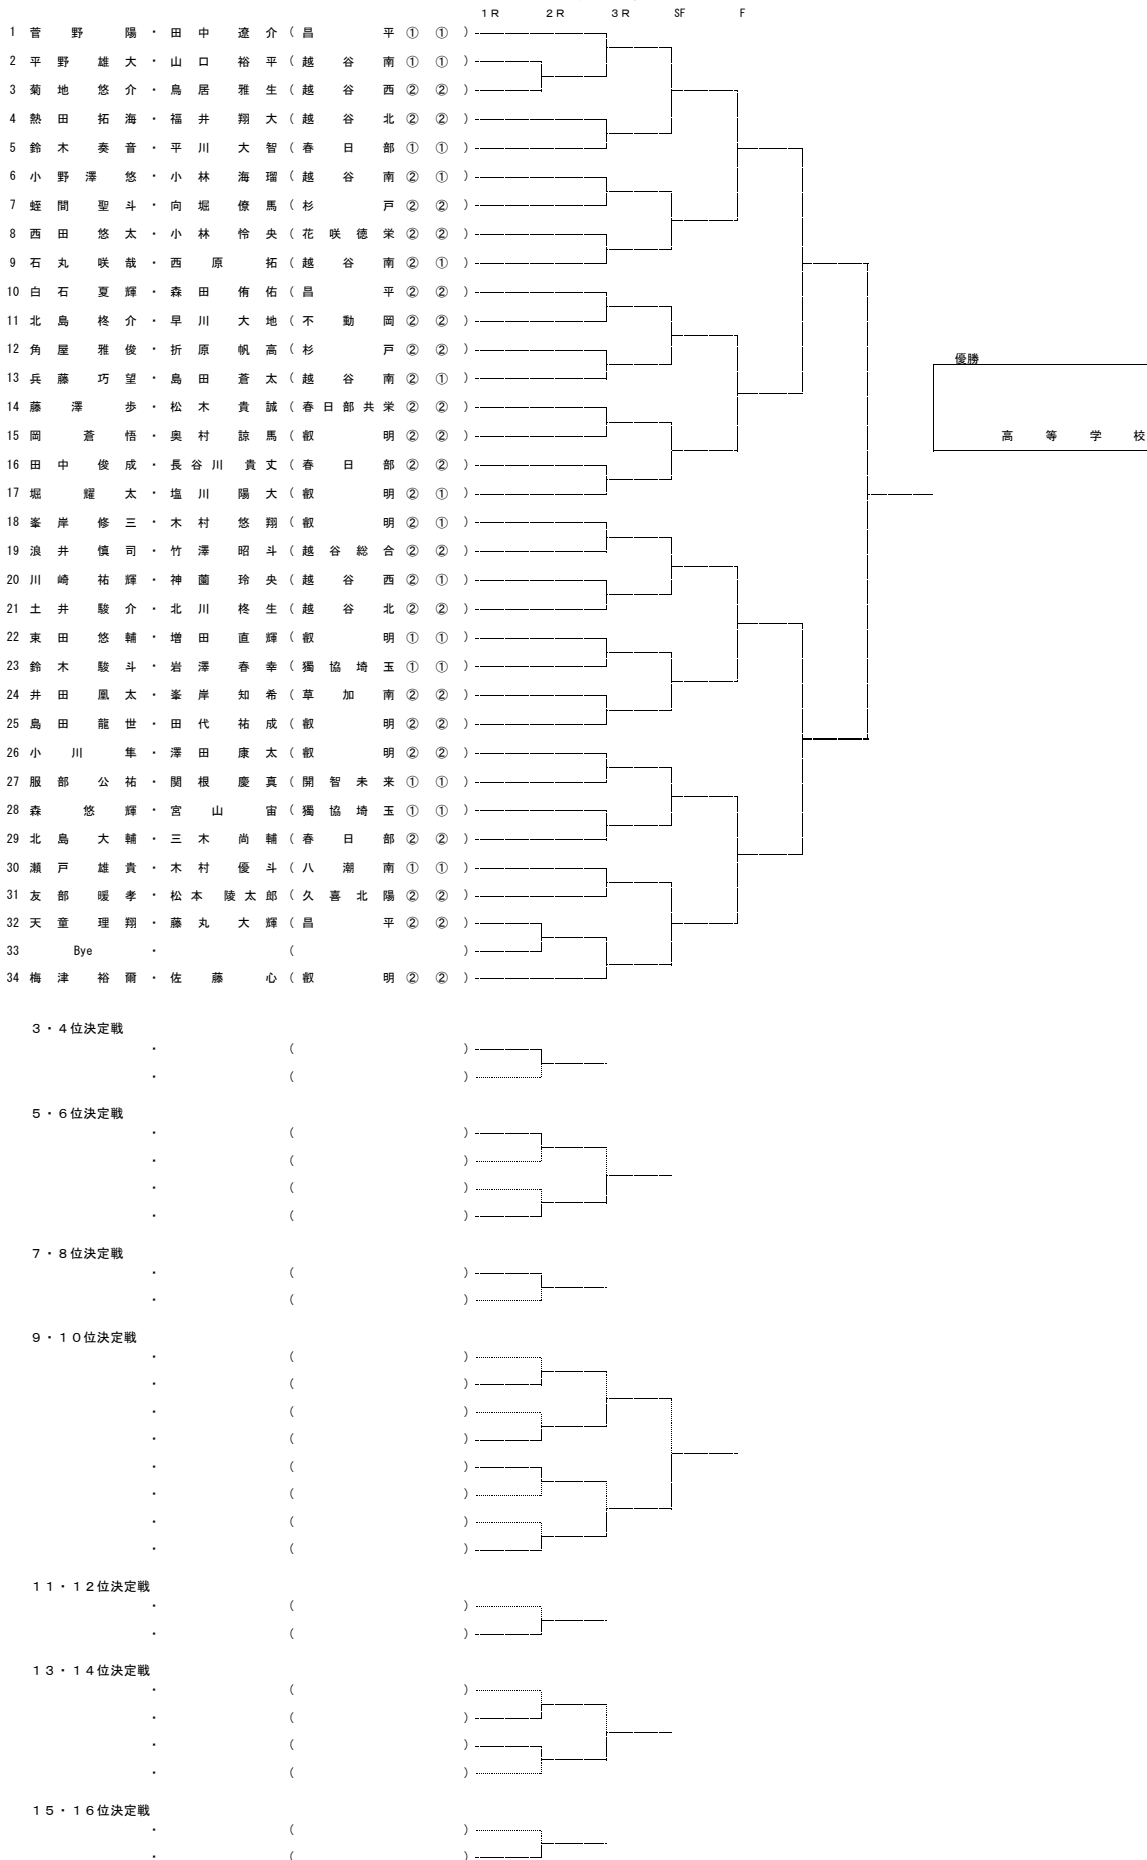 1R 2R 3R SF F
1 菅野 陽・田中 遼介(昌平①①)
2 平野 雄大・山口 裕平(越谷南①①)
3 菊地 悠介・鳥居 雅生(越谷西②②)
4 熱田 拓海・福井 翔大(越谷北②②)
5 鈴木 奏音・平川 大智(春日部①①)
6 小野澤 悠・小林 海瑠(越谷南②①)
7 蛭間 聖斗・向堀 僚馬(杉戸②②)
8 西田 悠太・小林 怜央(花咲徳栄②②)
9 石丸 咲哉・西原 拓(越谷南②①)
10 白石 夏輝・森田 侑佑(昌平②②)
11 北島 柊介・早川 大地(不動岡②②)
12 角屋 雅俊・折原 帆高(杉戸②②)
優勝
13 兵藤 巧望・島田 蒼太(越谷南②①)
14 藤澤 歩・松木 貴誠(春日部共栄②②)
15 岡 蒼悟・奥村 諒馬(叡明②②)
高等学校
16 田中 俊成・長谷川 貴丈(春日部②②)
17 堀 耀太・塩川 陽大(叡明②①)
18 峯岸 修三・木村 悠翔(叡明②①)
19 浪井 慎司・竹澤 昭斗(越谷総合②②)
20 川崎 祐輝・神薗 玲央(越谷西②①)
21 土井 駿介・北川 柊生(越谷北②②)
22 東田 悠輔・増田 直輝(叡明①①)
23 鈴木 駿斗・岩澤 春幸(獨協埼玉①①)
24 井田 凰太・峯岸 知希(草加南②②)
25 島田 龍世・田代 祐成(叡明②②)
26 小川 隼・澤田 康太(叡明②②)
27 服部 公祐・関根 慶真(開智未来①①)
28 森 悠輝・宮山 宙(獨協埼玉①①)
29 北島 大輔・三木 尚輔(春日部②②)
30 瀬戸 雄貴・木村 優斗(八潮南①①)
31 友部 暖孝・松本 陵太郎(久喜北陽②②)
32 天童 理翔・藤丸 大輝(昌平②②)
33 Bye ・ ( )
34 梅津 裕爾・佐藤 心(叡明②②)
3・4位決定戦
・ ( )
・ ( )
5・6位決定戦
・ ( )
・ ( )
・ ( )
・ ( )
7・8位決定戦
・ ( )
・ ( )
9・10位決定戦
・ ( )
・ ( )
・ ( )
・ ( )
・ ( )
・ ( )
・ ( )
・ ( )
11・12位決定戦
・ ( )
・ ( )
13・14位決定戦
・ ( )
・ ( )
・ ( )
・ ( )
15・16位決定戦
・ ( )
・ ( )